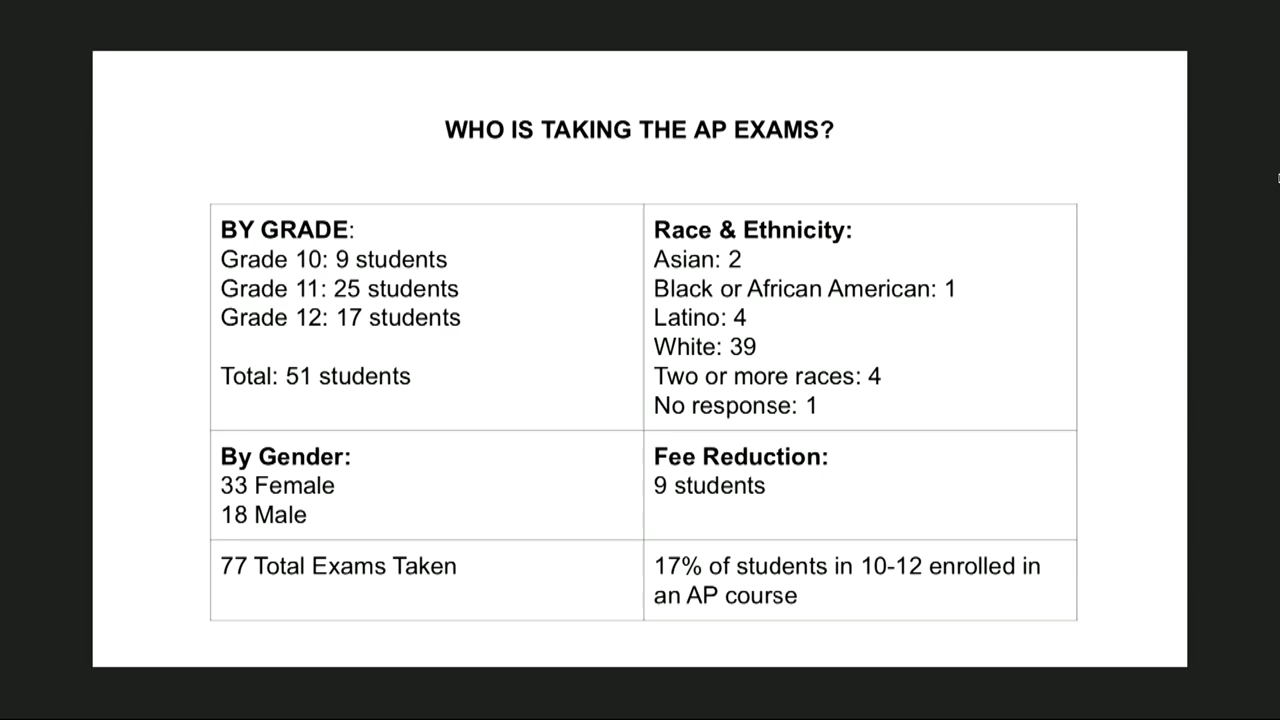 WHO IS TAKING THE AP EXAMS?
BY GRADE:
Grade 10: 9 students
Grade 11: 25 students
Grade 12: 17 students
Total: 51 students
Race & Ethnicity:
Asian: 2
Black or African American: 1
Latino: 4
White: 39
Two or more races: 4
No response: 1
By Gender:
33 Female
18 Male
Fee Reduction:
9 students
77 Total Exams Taken
17% of students in 10-12 enrolled in
an AP course